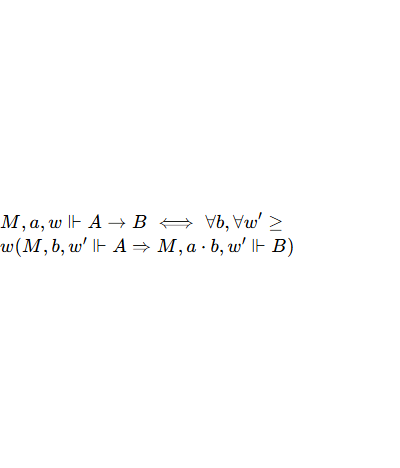 M, a, w ⊩ A → B ⟺ ∀b, ∀w′ ≥
w(M, b, w′ ⊩ A ⇒ M, a · b, w′ ⊩ B)